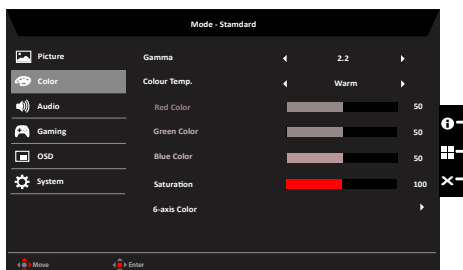 Mode - Standard
Picture
Color
Audio
Gaming
OSD
System
Gamma 2.2
Colour Temp. Warm
Red Color 50
Green Color 50
Blue Color 50
Saturation 100
6-axis Color
Move Enter